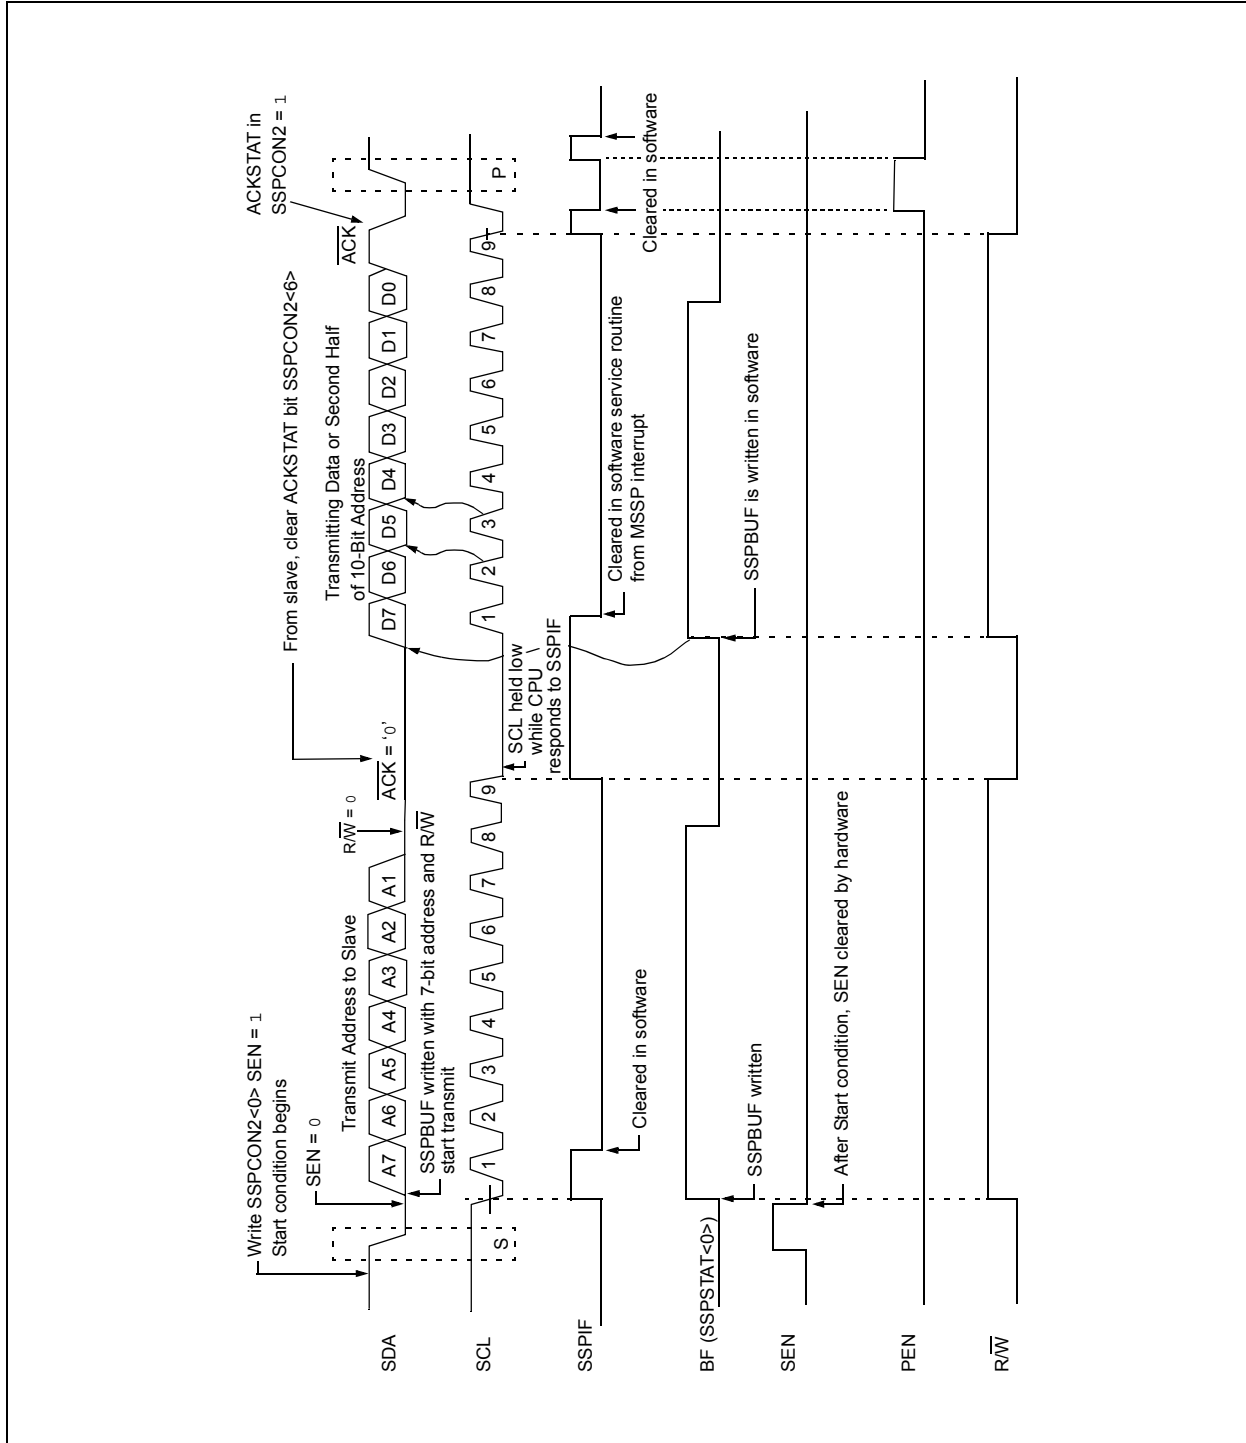 Write SSPCON2<0> SEN = 1
Start condition begins
SEN = 0
Transmit Address to Slave
R/W = 0
From slave, clear ACKSTAT bit SSPCON2<6>
ACK = ‘0’
Transmitting Data or Second Half
of 10-Bit Address
ACKSTAT in
SSPCON2 = 1
ACK
SDA
A7 A6 A5 A4 A3 A2 A1
D7 D6 D5 D4 D3 D2 D1 D0
SSPBUF written with 7-bit address and R/W
start transmit
SCL
S
1 2 3 4 5 6 7 8 9
1 2 3 4 5 6 7 8 9
P
SCL held low
while CPU
responds to SSPIF
SSPIF
Cleared in software
Cleared in software service routine
from MSSP interrupt
Cleared in software
BF (SSPSTAT<0>)
SSPBUF written
SSPBUF is written in software
SEN
After Start condition, SEN cleared by hardware
PEN
R/W